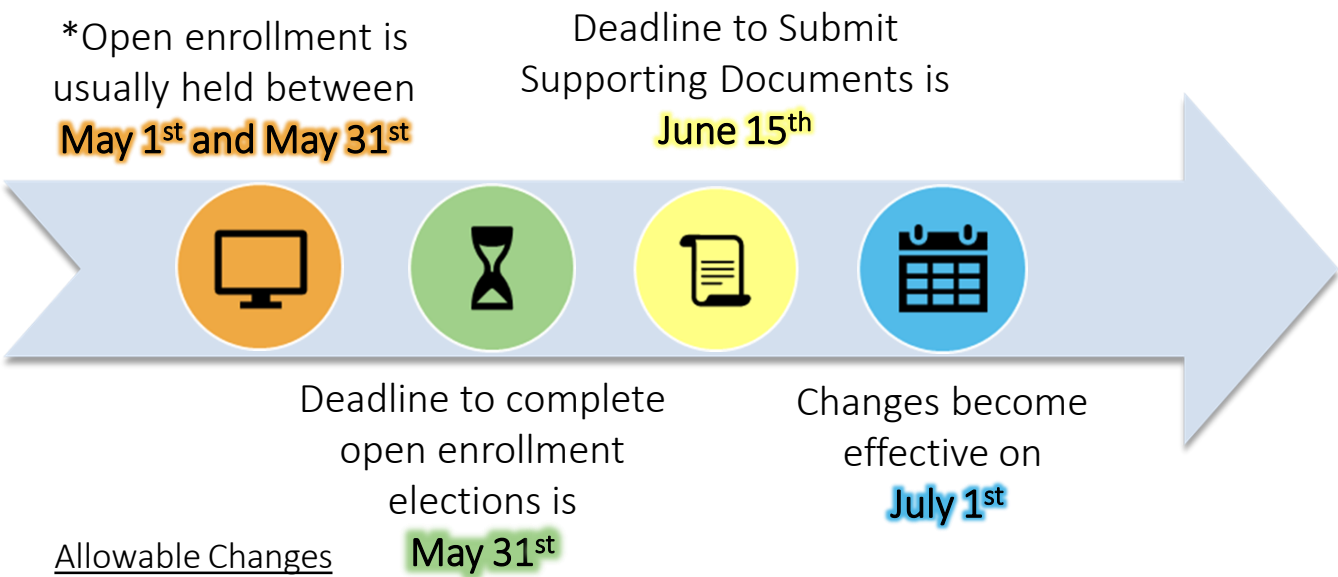 *Open enrollment is
usually held between
May 1st and May 31st
Deadline to Submit
Supporting Documents is
June 15th
Deadline to complete
open enrollment
elections is
May 31st
Changes become
effective on
July 1st
Allowable Changes